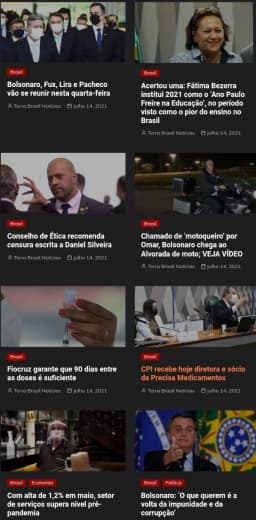 Brasil
Bolsonaro, Fux, Lira e Pacheco
vão se reunir nesta quarta-feira
Terra Brasil Notícias julho 14, 2021
Brasil
Acertou uma: Fátima Bezerra
institui 2021 como o 'Ano Paulo
Freire na Educação', no período
visto como o pior do ensino no
Brasil
Terra Brasil Notícias julho 14, 2021
Brasil
Conselho de Ética recomenda
censura escrita a Daniel Silveira
Terra Brasil Notícias julho 14, 2021
Brasil
Chamado de 'motoqueiro' por
Omar, Bolsonaro chega ao
Alvorada de moto; VEJA VÍDEO
Terra Brasil Notícias julho 14, 2021
Brasil
Fiocruz garante que 90 dias entre
as doses é suficiente
Terra Brasil Notícias julho 14, 2021
Brasil
CPI recebe hoje diretora e sócio
da Precisa Medicamentos
Terra Brasil Notícias julho 14, 2021
Brasil Economia
Com alta de 1,2% em maio, setor
de serviços supera nível pré-
pandemia
Brasil Política
Bolsonaro: 'O que querem é a
volta da impunidade e da
corrupção'